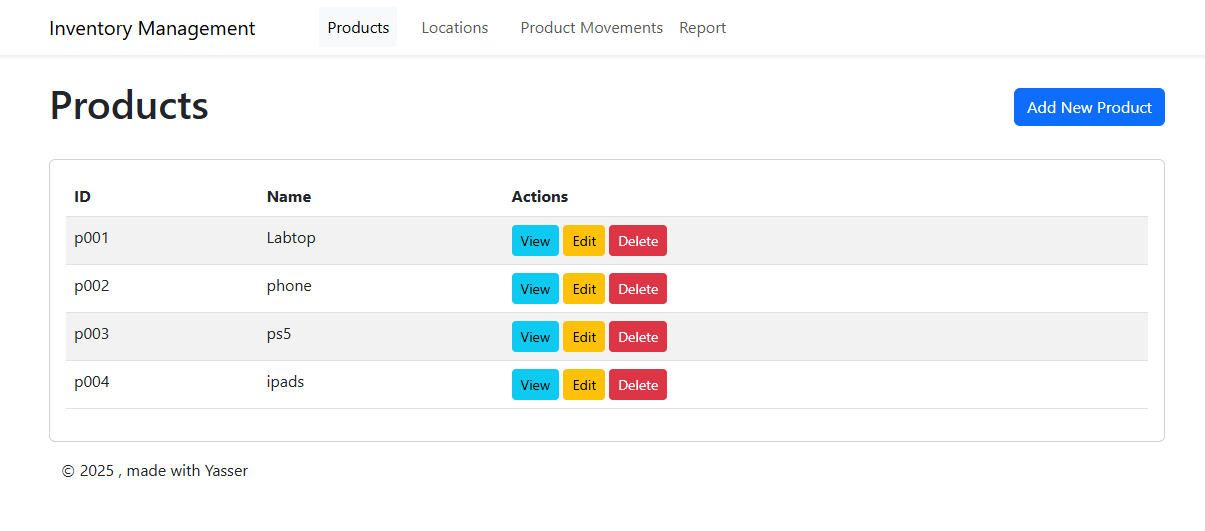 Inventory Management Products Locations Product Movements Report
Products
Add New Product
ID Name Actions
p001 Labtop View Edit Delete
p002 phone View Edit Delete
p003 ps5 View Edit Delete
p004 ipads View Edit Delete
© 2025 , made with Yasser